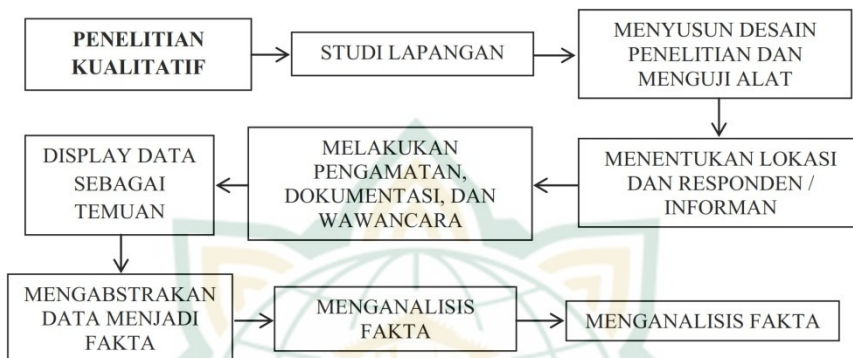 PENELITIAN
KUALITATIF
STUDI LAPANGAN
MENYUSUN DESAIN
PENELITIAN DAN
MENGUJI ALAT
MENENTUKAN LOKASI
DAN RESPONDEN /
INFORMAN
MELAKUKAN
PENGAMATAN,
DOKUMENTASI, DAN
WAWANCARA
DISPLAY DATA
SEBAGAI
TEMUAN
MENGABSTRAKAN
DATA MENJADI
FAKTA
MENGANALISIS
FAKTA
MENGANALISIS FAKTA